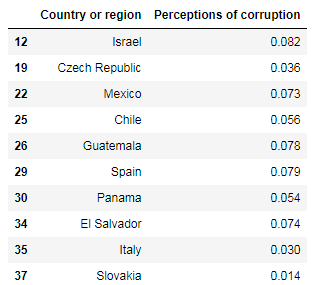 Country or region Perceptions of corruption
12 Israel 0.082
19 Czech Republic 0.036
22 Mexico 0.073
25 Chile 0.056
26 Guatemala 0.078
29 Spain 0.079
30 Panama 0.054
34 El Salvador 0.074
35 Italy 0.030
37 Slovakia 0.014